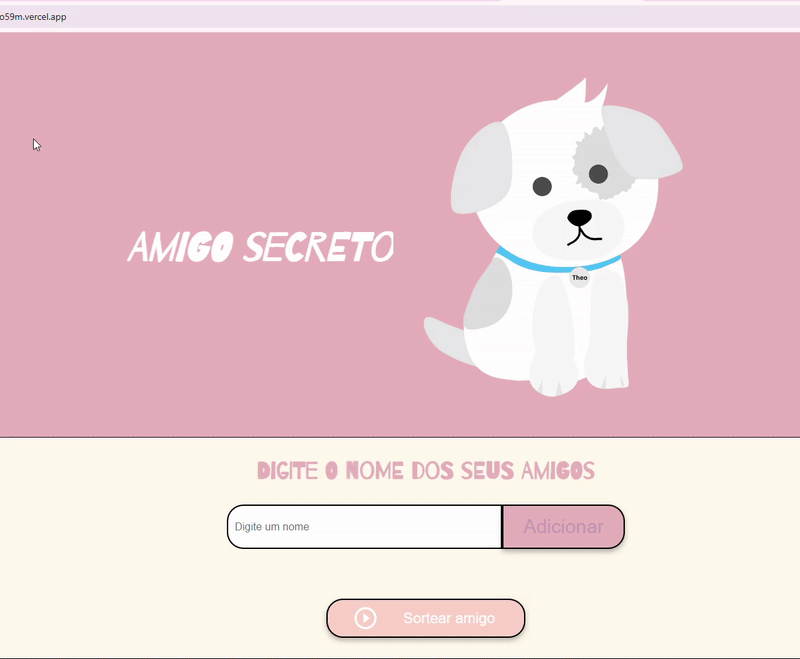 o59m.vercel.app
AMIGO SECRETO
Theo
DIGITE O NOME DOS SEUS AMIGOS
Digite um nome
Adicionar
Sortear amigo